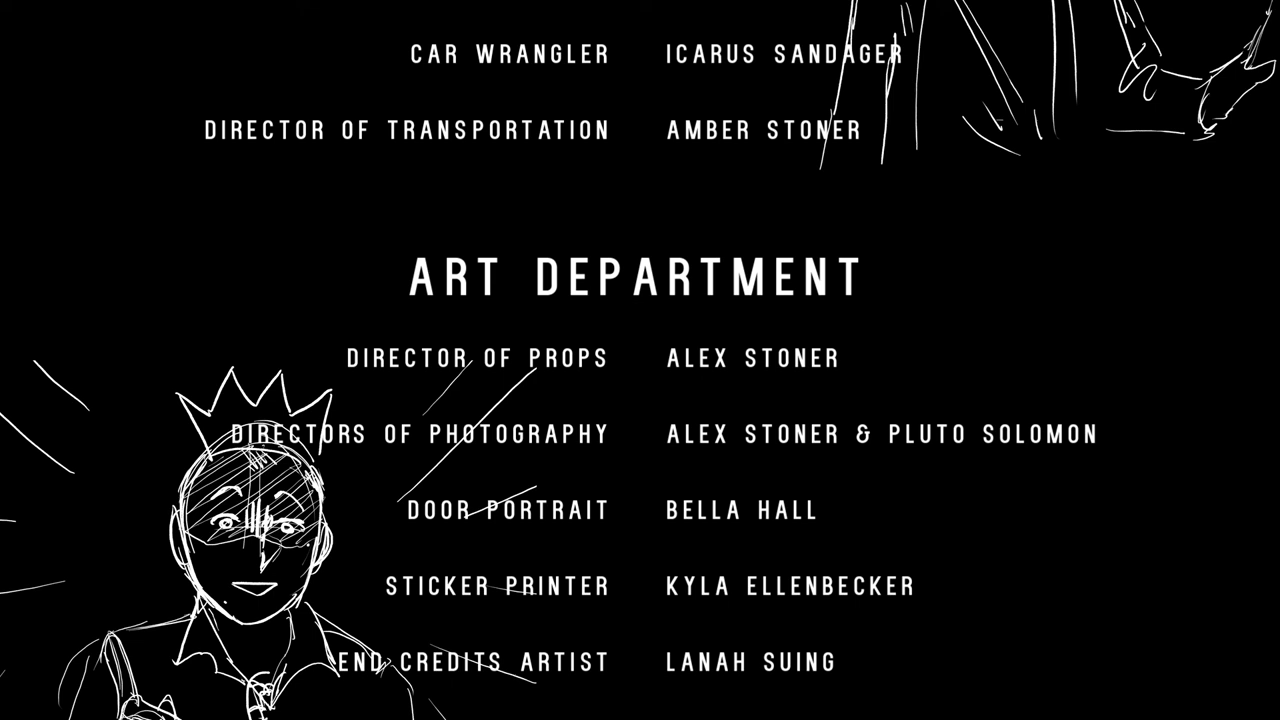 CAR WRANGLER ICARUS SANDAGER
DIRECTOR OF TRANSPORTATION AMBER STONER
ART DEPARTMENT
DIRECTOR OF PROPS ALEX STONER
DIRECTORS OF PHOTOGRAPHY ALEX STONER & PLUTO SOLOMON
DOOR PORTRAIT BELLA HALL
STICKER PRINTER KYLA ELLENBECKER
END CREDITS ARTIST LANAH SUING